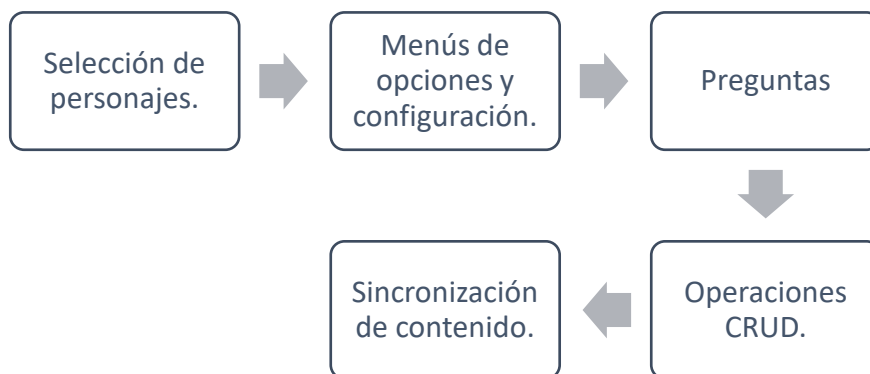 Selección de
personajes.
Menús de
opciones y
configuración.
Preguntas
Operaciones
CRUD.
Sincronización
de contenido.